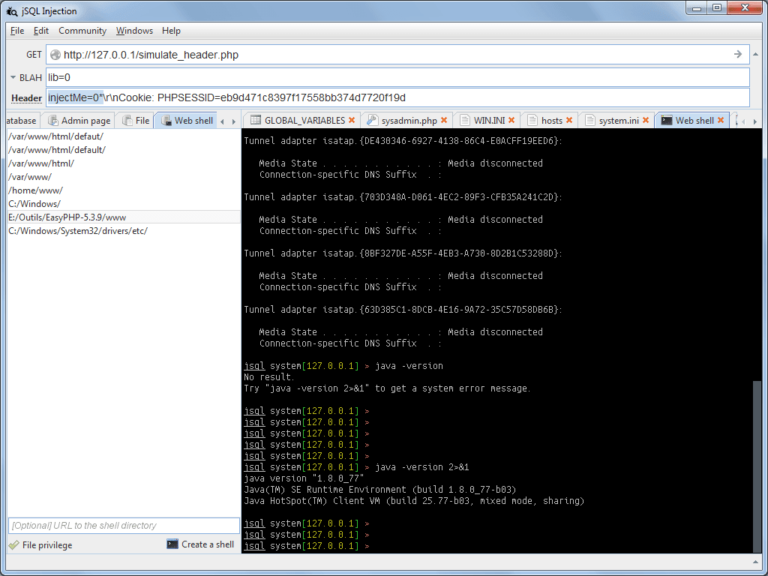 jSQL Injection
File Edit Community Windows Help
GET http://127.0.0.1/simulate_header.php
BLAH lib=0
Header injectMe=0*\r\nCookie: PHPSESSID=eb9d471c8397f17558bb374d7720f19d
atabase Admin page File Web shell GLOBAL_VARIABLES sysadmin.php WIN.INI hosts system.ini Web shell
/var/www/html/defaut/
/var/www/html/default/
/var/www/html/
/var/www/
/home/www/
C:/Windows/
E:/Outils/EasyPHP-5.3.9/www
C:/Windows/System32/drivers/etc/
[Optional] URL to the shell directory
File privilege Create a shell
Tunnel adapter isatap.{DE430346-6927-4138-86C4-E0ACFF19EED6}:
Media State . . . . . . . . . . . : Media disconnected
Connection-specific DNS Suffix . :
Tunnel adapter isatap.{703D348A-D061-4EC2-89F3-CFB35A241C2D}:
Media State . . . . . . . . . . . : Media disconnected
Connection-specific DNS Suffix . :
Tunnel adapter isatap.{8BF327DE-A55F-4EB3-A730-8D2B1C53288D}:
Media State . . . . . . . . . . . : Media disconnected
Connection-specific DNS Suffix . :
Tunnel adapter isatap.{63D385C1-8DCB-4E16-9A72-35C57D58DB6B}:
Media State . . . . . . . . . . . : Media disconnected
Connection-specific DNS Suffix . :
jsql system[127.0.0.1] > java -version
No result.
Try "java -version 2>&1" to get a system error message.
jsql system[127.0.0.1] >
jsql system[127.0.0.1] >
jsql system[127.0.0.1] >
jsql system[127.0.0.1] >
jsql system[127.0.0.1] >
jsql system[127.0.0.1] > java -version 2>&1
java version "1.8.0_77"
Java(TM) SE Runtime Environment (build 1.8.0_77-b03)
Java HotSpot(TM) Client VM (build 25.77-b03, mixed mode, sharing)
jsql system[127.0.0.1] >
jsql system[127.0.0.1] >
jsql system[127.0.0.1] >